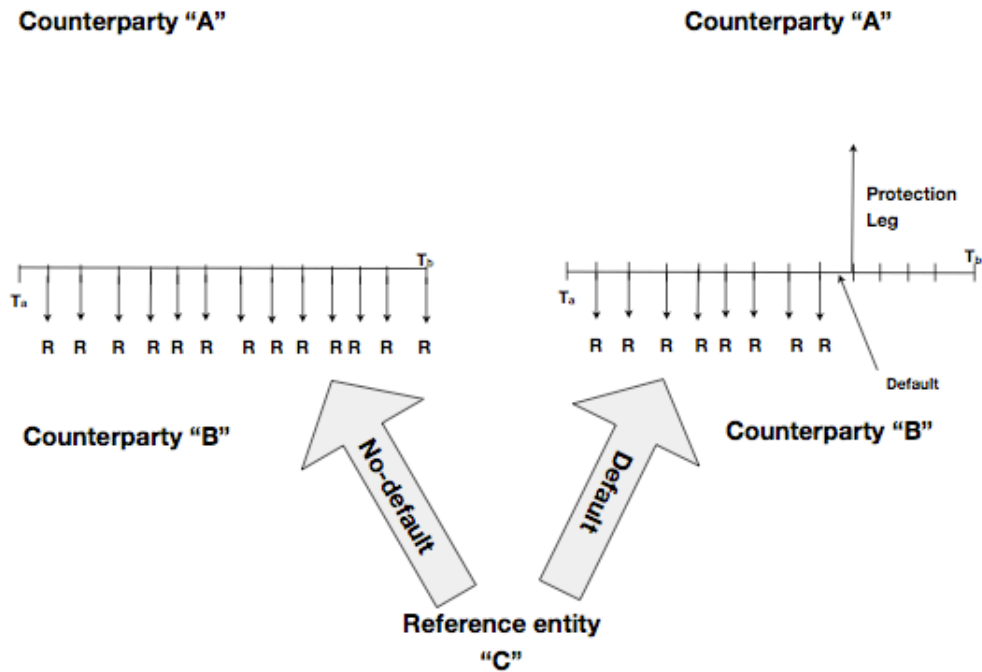 Counterparty “A”
Counterparty “A”
Protection
Leg
Tb
Tb
Ta
Ta
R R R R R R R R R R R R R
R R R R R R R R
Default
Counterparty “B”
Counterparty “B”
No-default
Default
Reference entity
“C”